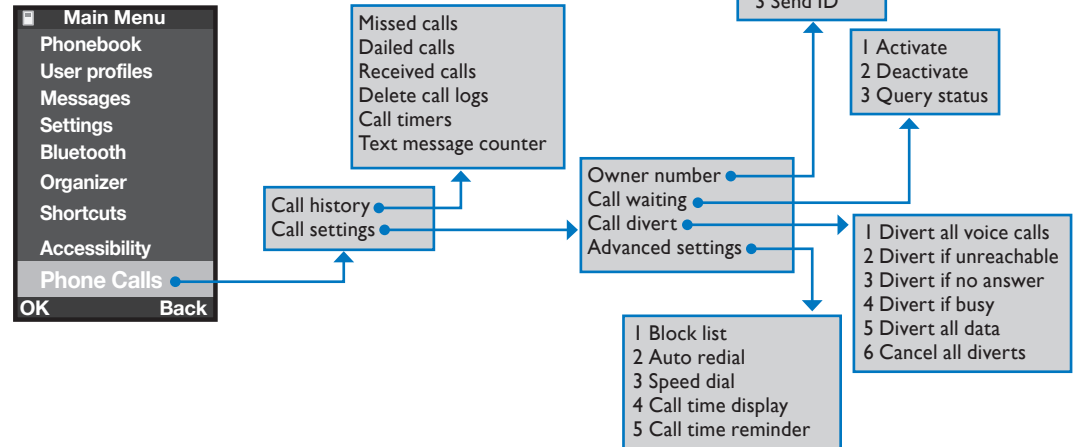 Main Menu
Phonebook
User profiles
Messages
Settings
Bluetooth
Organizer
Shortcuts
Accessibility
Phone Calls
OK Back
Call history
Call settings
Missed calls
Dailed calls
Received calls
Delete call logs
Call timers
Text message counter
Owner number
Call waiting
Call divert
Advanced settings
3 Send ID
1 Activate
2 Deactivate
3 Query status
1 Divert all voice calls
2 Divert if unreachable
3 Divert if no answer
4 Divert if busy
5 Divert all data
6 Cancel all diverts
1 Block list
2 Auto redial
3 Speed dial
4 Call time display
5 Call time reminder